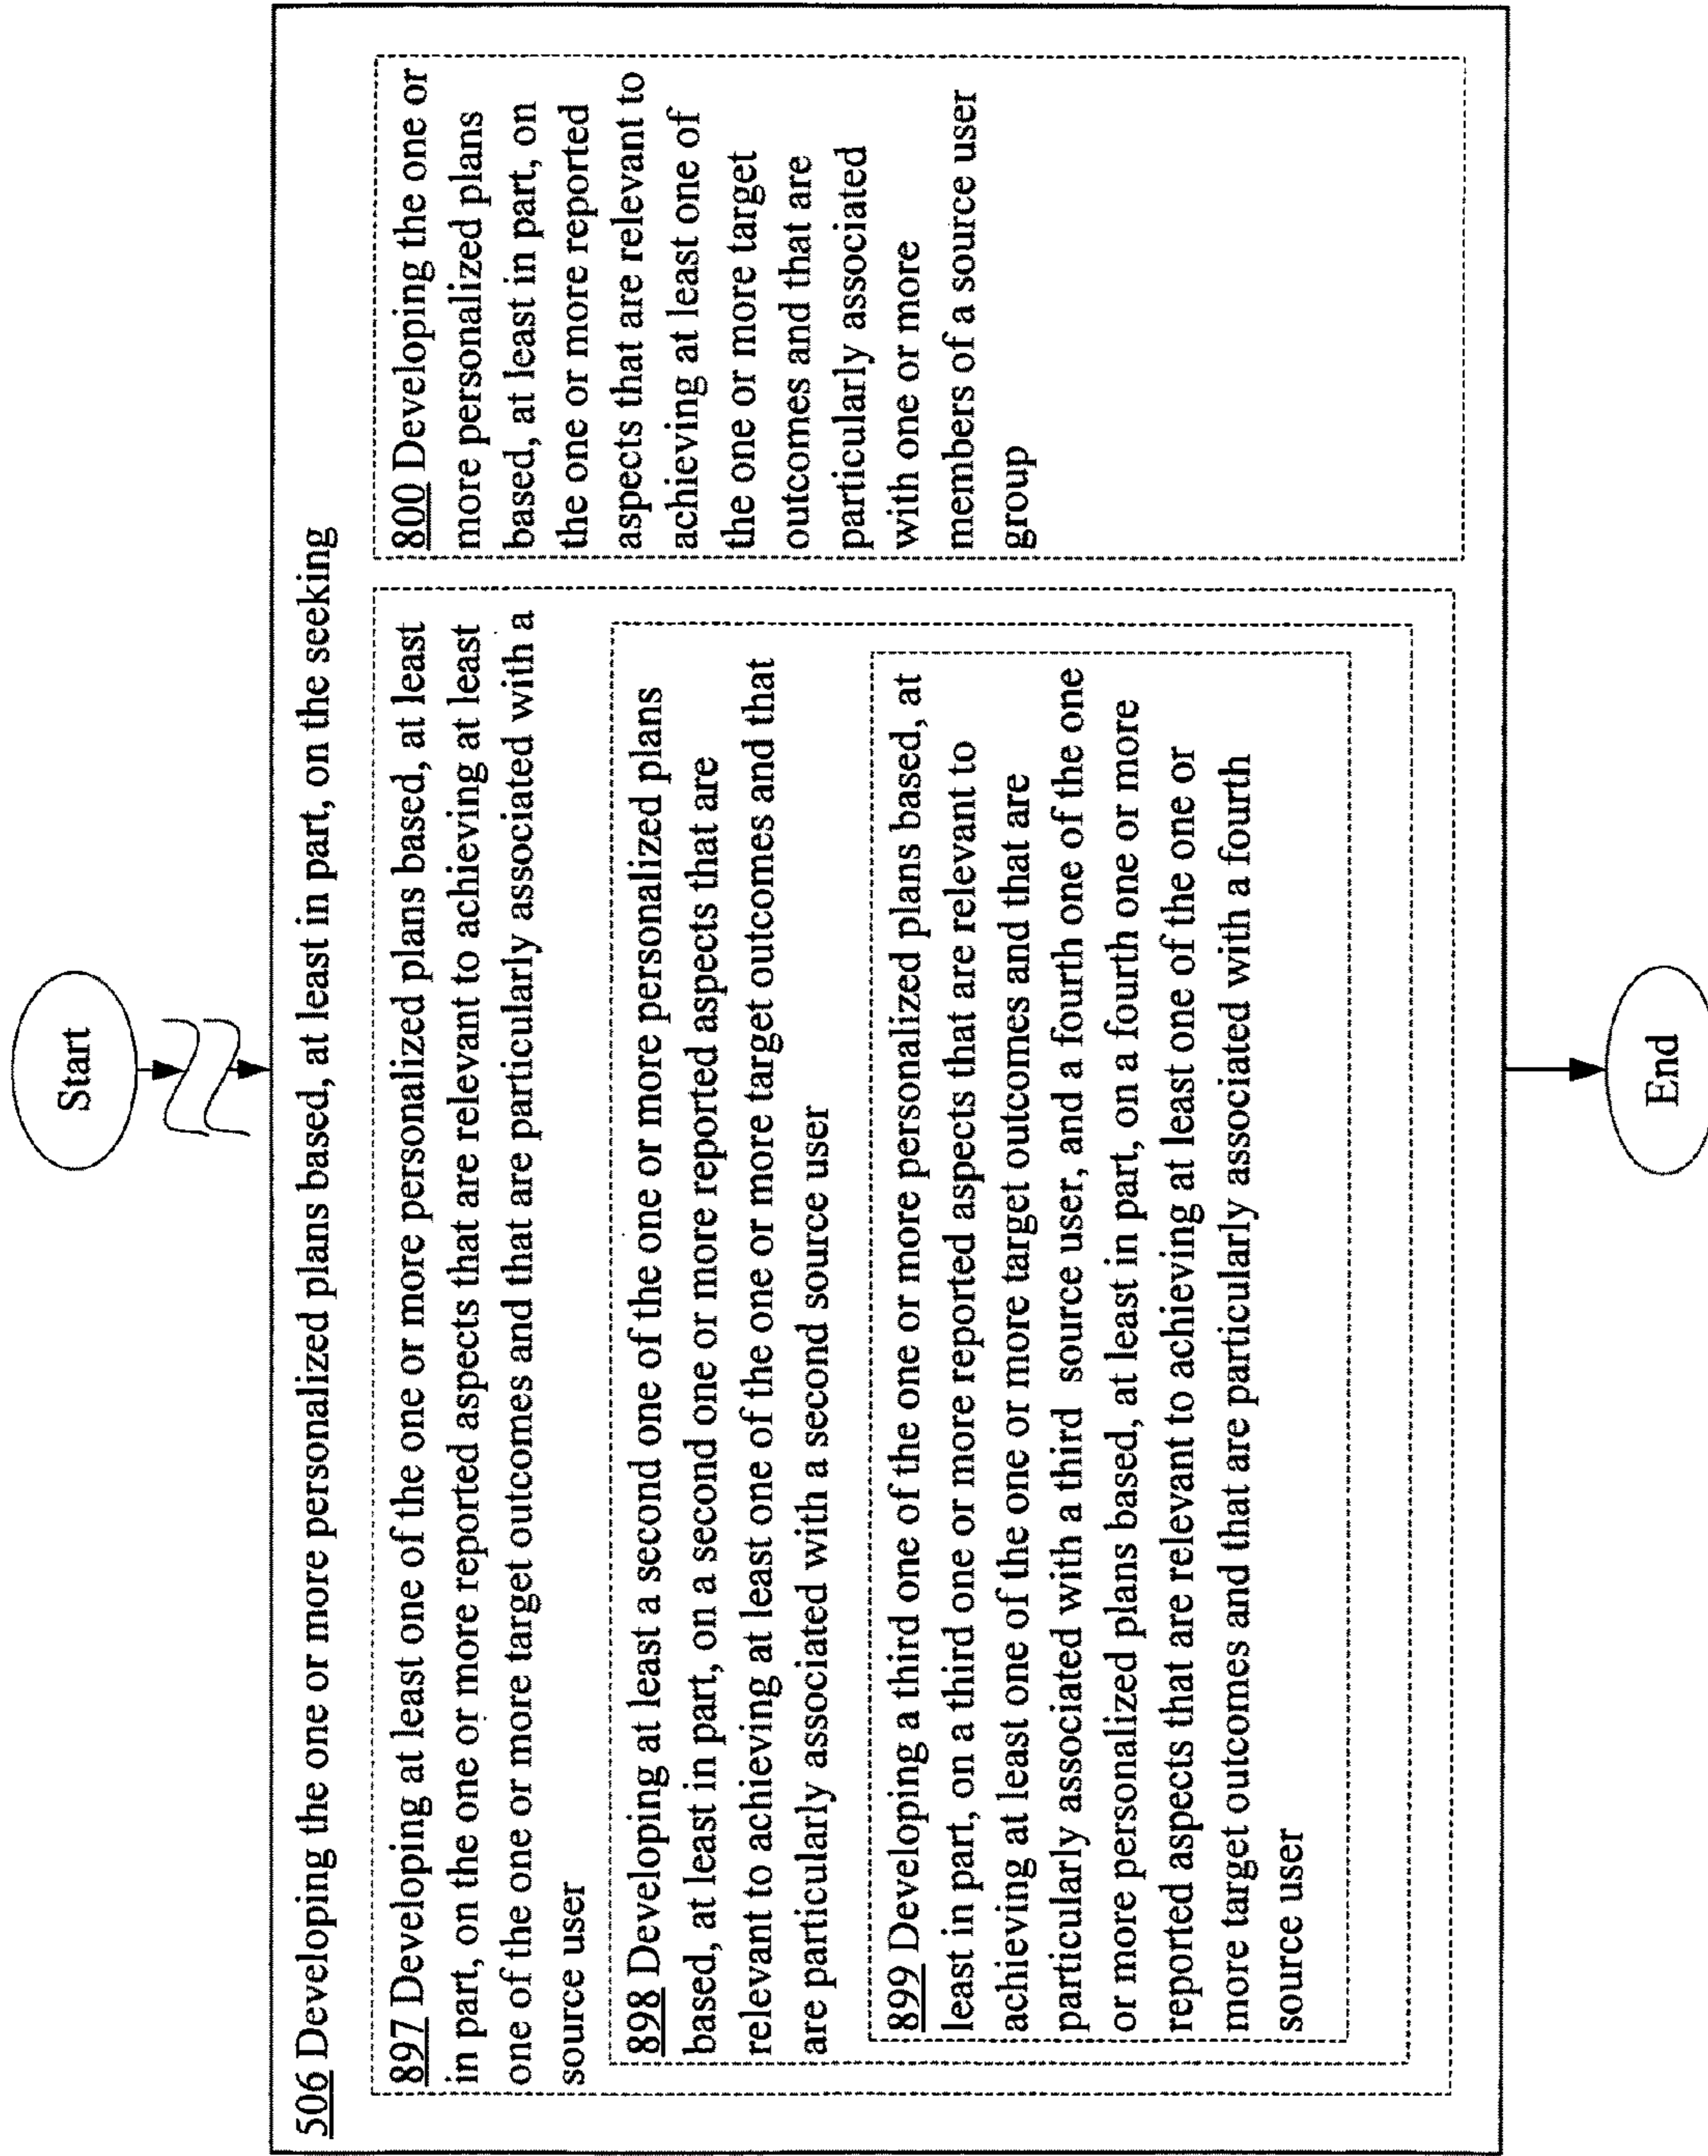 Start
506 Developing the one or more personalized plans based, at least in part, on the seeking
897 Developing at least one of the one or more personalized plans based, at least
in part, on the one or more reported aspects that are relevant to achieving at least
one of the one or more target outcomes and that are particularly associated with a
source user
898 Developing at least a second one of the one or more personalized plans
based, at least in part, on a second one or more reported aspects that are
relevant to achieving at least one of the one or more target outcomes and that
are particularly associated with a second source user
899 Developing a third one of the one or more personalized plans based, at
least in part, on a third one or more reported aspects that are relevant to
achieving at least one of the one or more target outcomes and that are
particularly associated with a third source user, and a fourth one of the one
or more personalized plans based, at least in part, on a fourth one or more
reported aspects that are relevant to achieving at least one of the one or
more target outcomes and that are particularly associated with a fourth
source user
800 Developing the one or
more personalized plans
based, at least in part, on
the one or more reported
aspects that are relevant to
achieving at least one of
the one or more target
outcomes and that are
particularly associated
with one or more
members of a source user
group
End